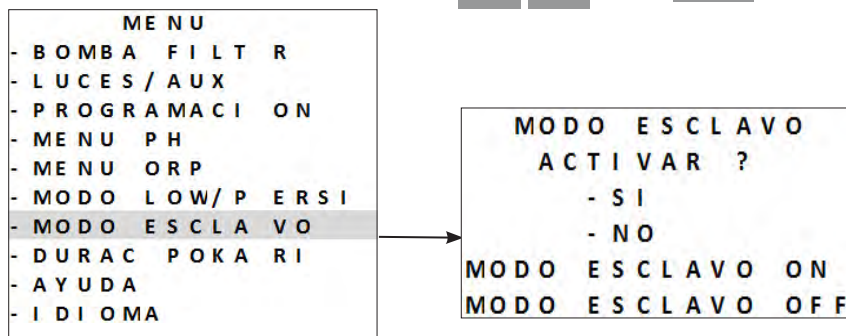 MENU
- BOMBA FILTR
- LUCES/AUX
- PROGRAMACION
- MENU PH
- MENU ORP
- MODO LOW/PERSI
- MODO ESCLAVO
- DURAC POKARI
- AYUDA
- IDIOMA
MODO ESCLAVO
ACTIVAR ?
- SI
- NO
MODO ESCLAVO ON
MODO ESCLAVO OFF